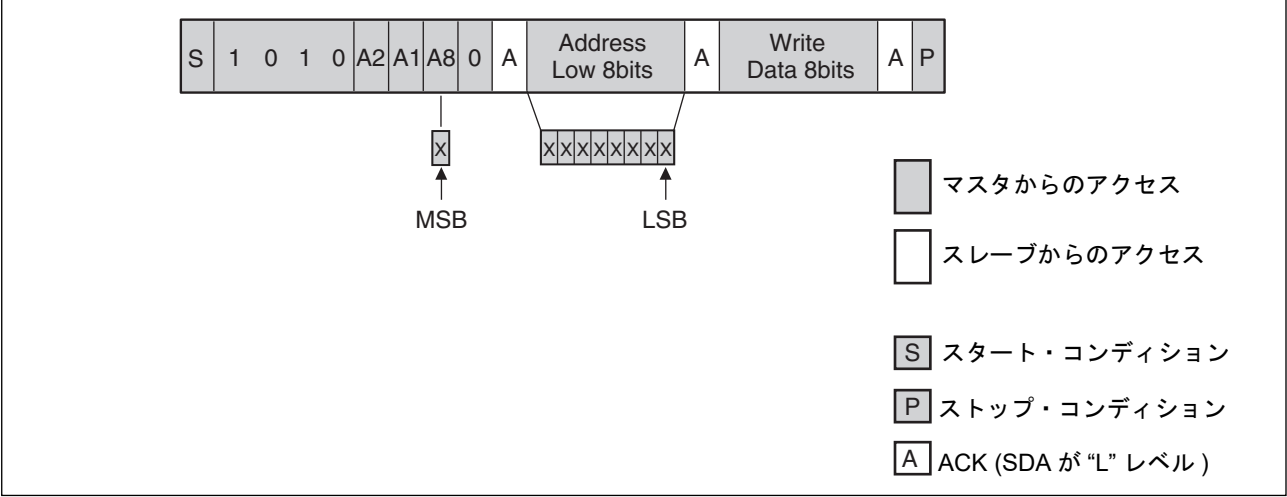 S 1 0 1 0 A2 A1 A8 0 A Address Low 8bits A Write Data 8bits A P
X XXXXXXXX
MSB LSB
マスタからのアクセス
スレーブからのアクセス
S スタート・コンディション
P ストップ・コンディション
A ACK (SDA が “L” レベル )